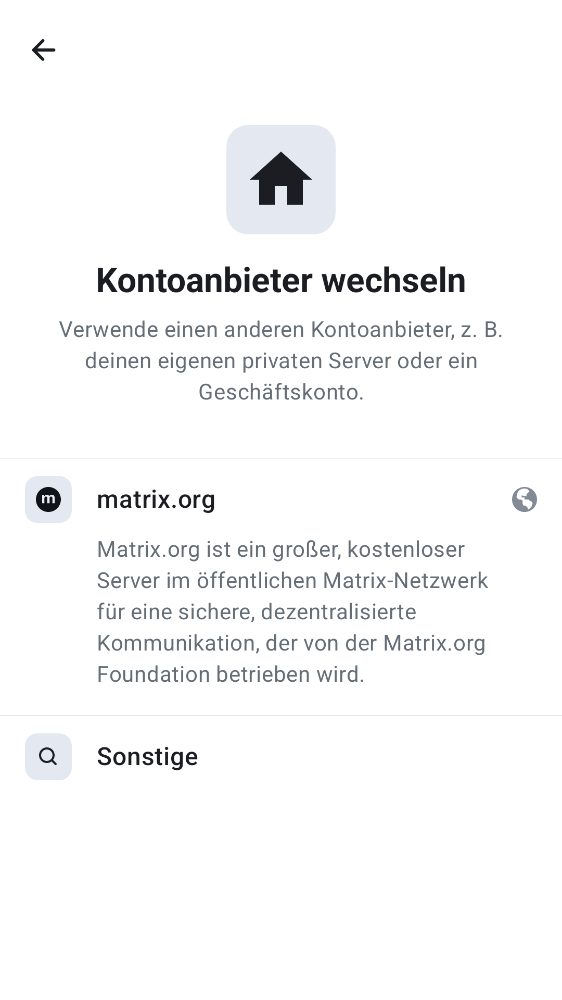 Kontoanbieter wechseln
Verwende einen anderen Kontoanbieter, z. B.
deinen eigenen privaten Server oder ein
Geschäftskonto.
m
matrix.org
Matrix.org ist ein großer, kostenloser
Server im öffentlichen Matrix-Netzwerk
für eine sichere, dezentralisierte
Kommunikation, der von der Matrix.org
Foundation betrieben wird.
Sonstige